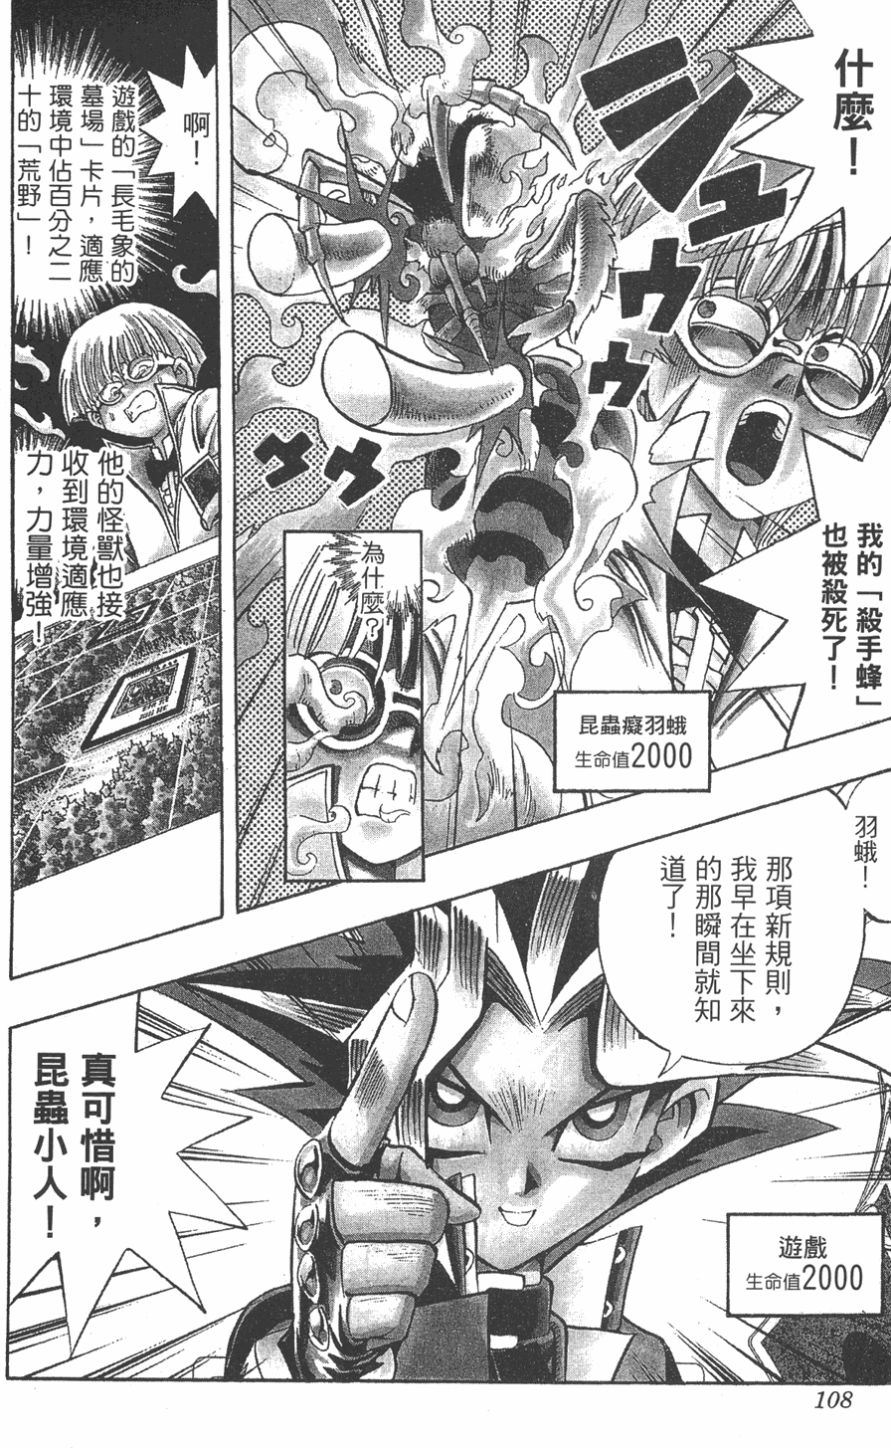 什麼！
我的「殺手蜂」
也被殺死了！
ウウウウウ
昆蟲癡羽蛾
生命值2000
為什麼？
啊！
遊戲的「長毛象的
墓場」卡片，適應
環境中佔百分之二
十的「荒野」！
他的怪獸也接
收到環境適應
力，力量增強！
羽蛾！
那項新規則，
我早在坐下來
的那瞬間就知
道了！
遊戲
生命值2000
真可惜啊，
昆蟲小人！
108